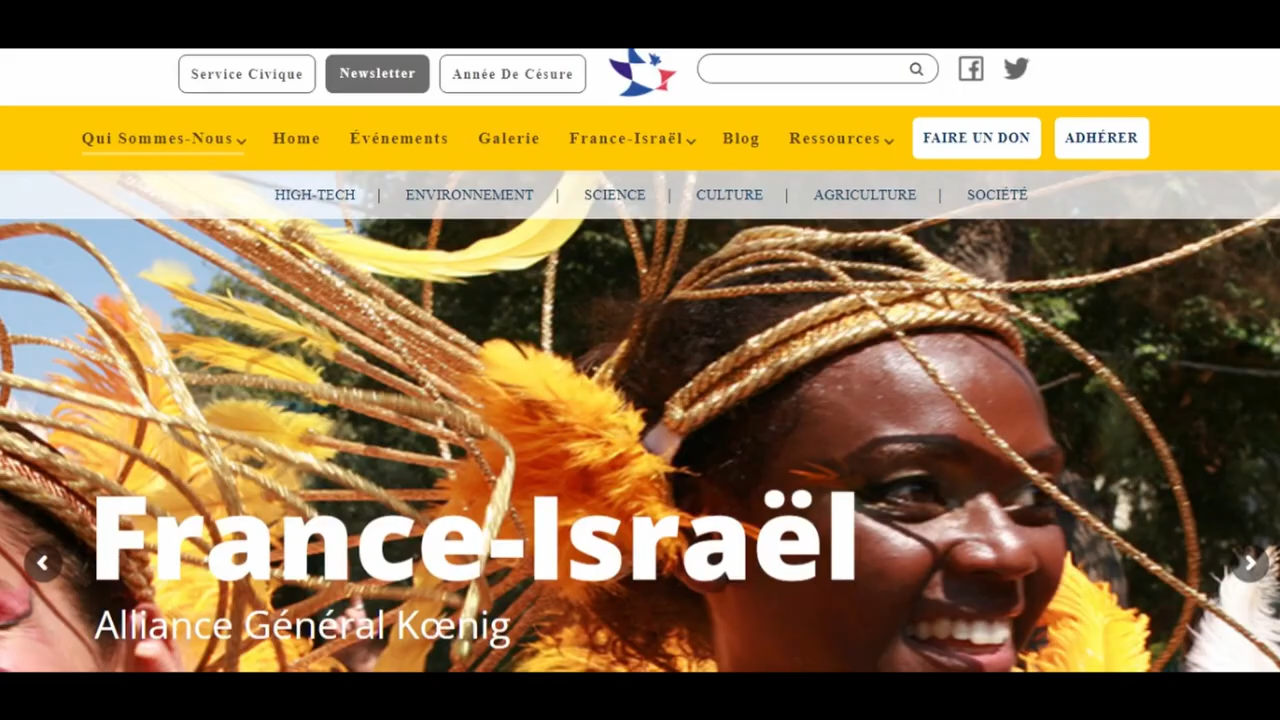 Service Civique
Newsletter
Année De Césure
Qui Sommes-Nous
Home
Événements
Galerie
France-Israël
Blog
Ressources
FAIRE UN DON
ADHÉRER
HIGH-TECH | ENVIRONNEMENT | SCIENCE | CULTURE | AGRICULTURE | SOCIÉTÉ
France-Israël
Alliance Général Kœnig